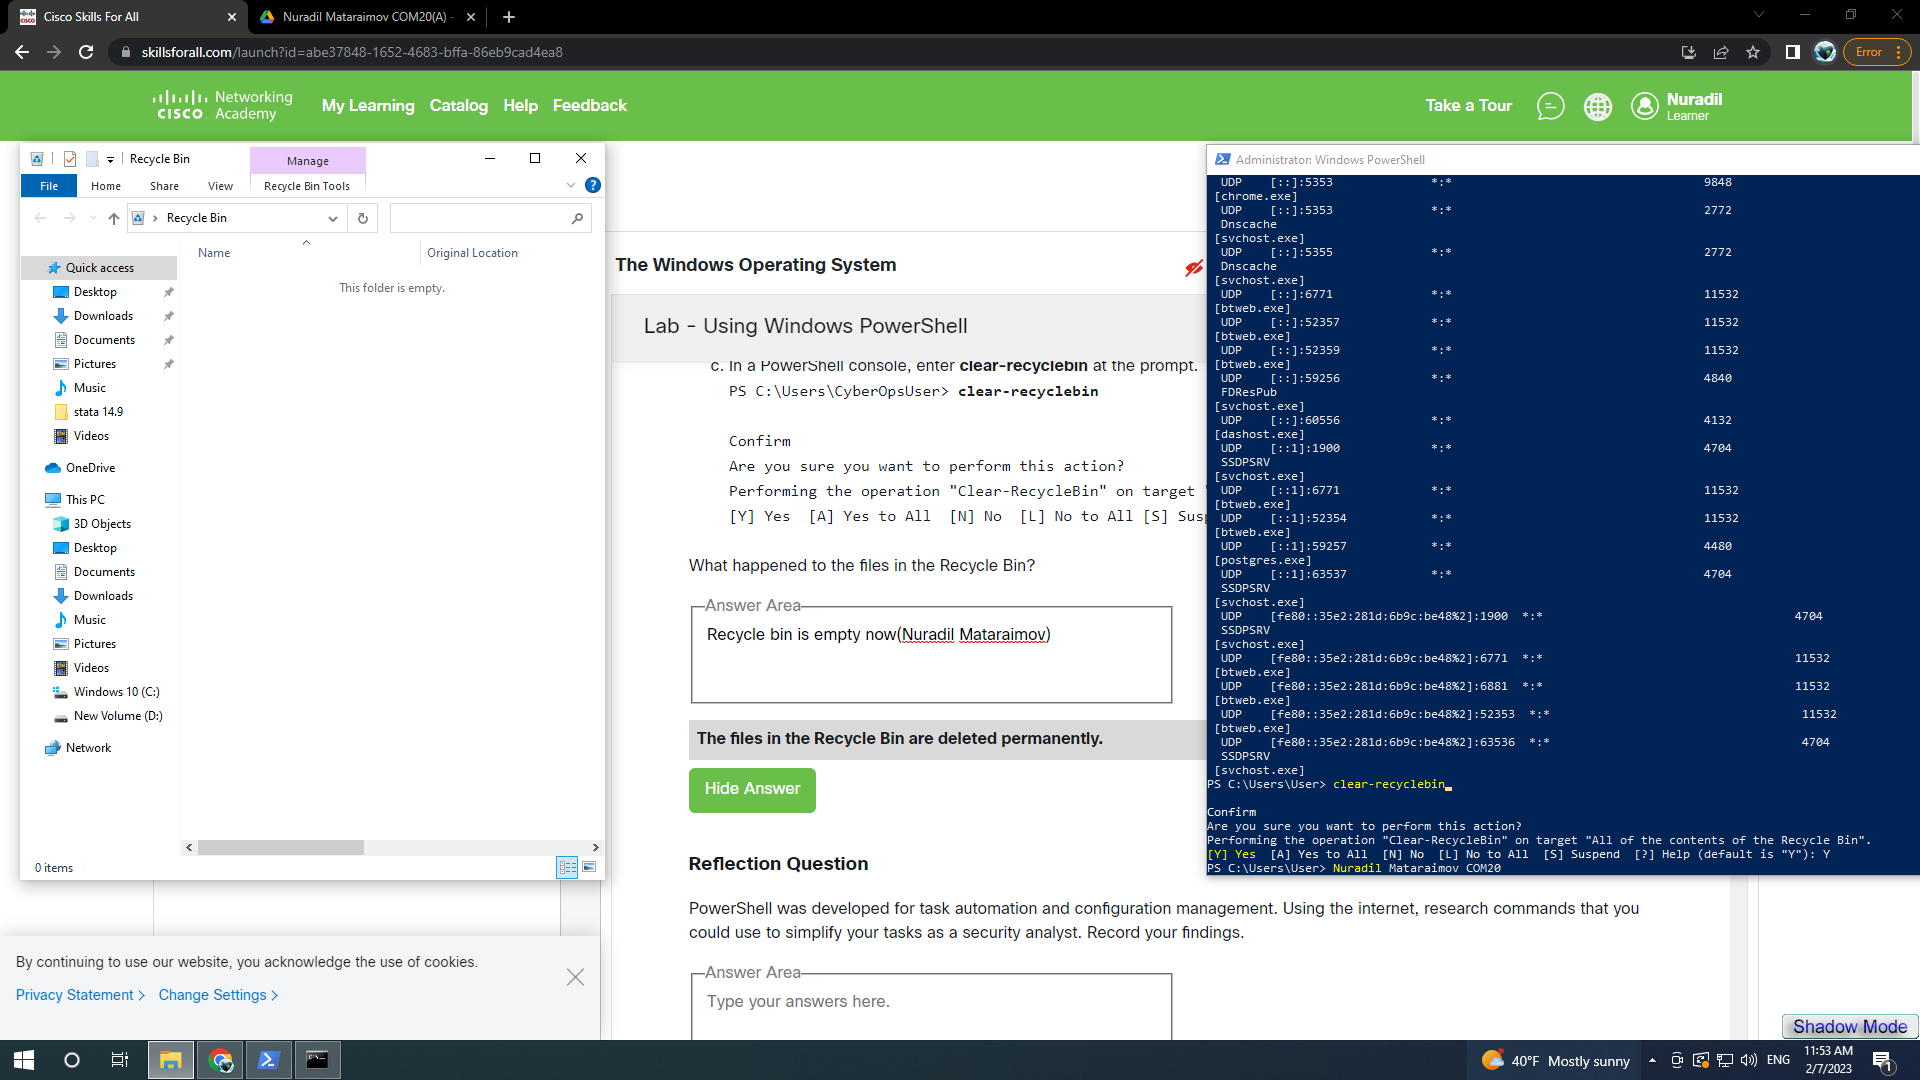 Cisco Skills For All
Nuradil Mataraimov COM20(A) -
skillsforall.com/launch?id=abe37848-1652-4683-bffa-86eb9cad4ea8
Error
cisco Networking Academy
My Learning
Catalog
Help
Feedback
Take a Tour
Nuradil
Learner
Recycle Bin
Manage
File
Home
Share
View
Recycle Bin Tools
Recycle Bin
Name
Original Location
This folder is empty.
Quick access
Desktop
Downloads
Documents
Pictures
Music
stata 14.9
Videos
OneDrive
This PC
3D Objects
Desktop
Documents
Downloads
Music
Pictures
Videos
Windows 10 (C:)
New Volume (D:)
Network
0 items
The Windows Operating System
Lab - Using Windows PowerShell
c. In a PowerShell console, enter clear-recyclebin at the prompt.
PS C:\Users\CyberOpsUser> clear-recyclebin
Confirm
Are you sure you want to perform this action?
Performing the operation "Clear-RecycleBin" on target
[Y] Yes [A] Yes to All [N] No [L] No to All [S] Susp
What happened to the files in the Recycle Bin?
Answer Area
Recycle bin is empty now(Nuradil Mataraimov)
The files in the Recycle Bin are deleted permanently.
Hide Answer
Reflection Question
PowerShell was developed for task automation and configuration management. Using the internet, research commands that you
could use to simplify your tasks as a security analyst. Record your findings.
Answer Area
Type your answers here.
Administrator: Windows PowerShell
UDP [::]:5353 *:* 9848
[chrome.exe]
UDP [::]:5353 *:* 2772
Dnscache
[svchost.exe]
UDP [::]:5355 *:* 2772
Dnscache
[svchost.exe]
UDP [::]:6771 *:* 11532
[btweb.exe]
UDP [::]:52357 *:* 11532
[btweb.exe]
UDP [::]:52359 *:* 11532
[btweb.exe]
UDP [::]:59256 *:* 4840
FDResPub
[svchost.exe]
UDP [::]:60556 *:* 4132
[dashost.exe]
UDP [::1]:1900 *:* 4704
SSDPSRV
[svchost.exe]
UDP [::1]:6771 *:* 11532
[btweb.exe]
UDP [::1]:52354 *:* 11532
[btweb.exe]
UDP [::1]:59257 *:* 4480
[postgres.exe]
UDP [::1]:63537 *:* 4704
SSDPSRV
[svchost.exe]
UDP [fe80::35e2:281d:6b9c:be48%2]:1900 *:* 4704
SSDPSRV
[svchost.exe]
UDP [fe80::35e2:281d:6b9c:be48%2]:6771 *:* 11532
[btweb.exe]
UDP [fe80::35e2:281d:6b9c:be48%2]:6881 *:* 11532
[btweb.exe]
UDP [fe80::35e2:281d:6b9c:be48%2]:52353 *:* 11532
[btweb.exe]
UDP [fe80::35e2:281d:6b9c:be48%2]:63536 *:* 4704
SSDPSRV
[svchost.exe]
PS C:\Users\User> clear-recyclebin
Confirm
Are you sure you want to perform this action?
Performing the operation "Clear-RecycleBin" on target "All of the contents of the Recycle Bin".
[Y] Yes [A] Yes to All [N] No [L] No to All [S] Suspend [?] Help (default is "Y"): Y
PS C:\Users\User> Nuradil Mataraimov COM20
By continuing to use our website, you acknowledge the use of cookies.
Privacy Statement >
Change Settings >
Shadow Mode
40°F Mostly sunny
ENG
11:53 AM
2/7/2023
1